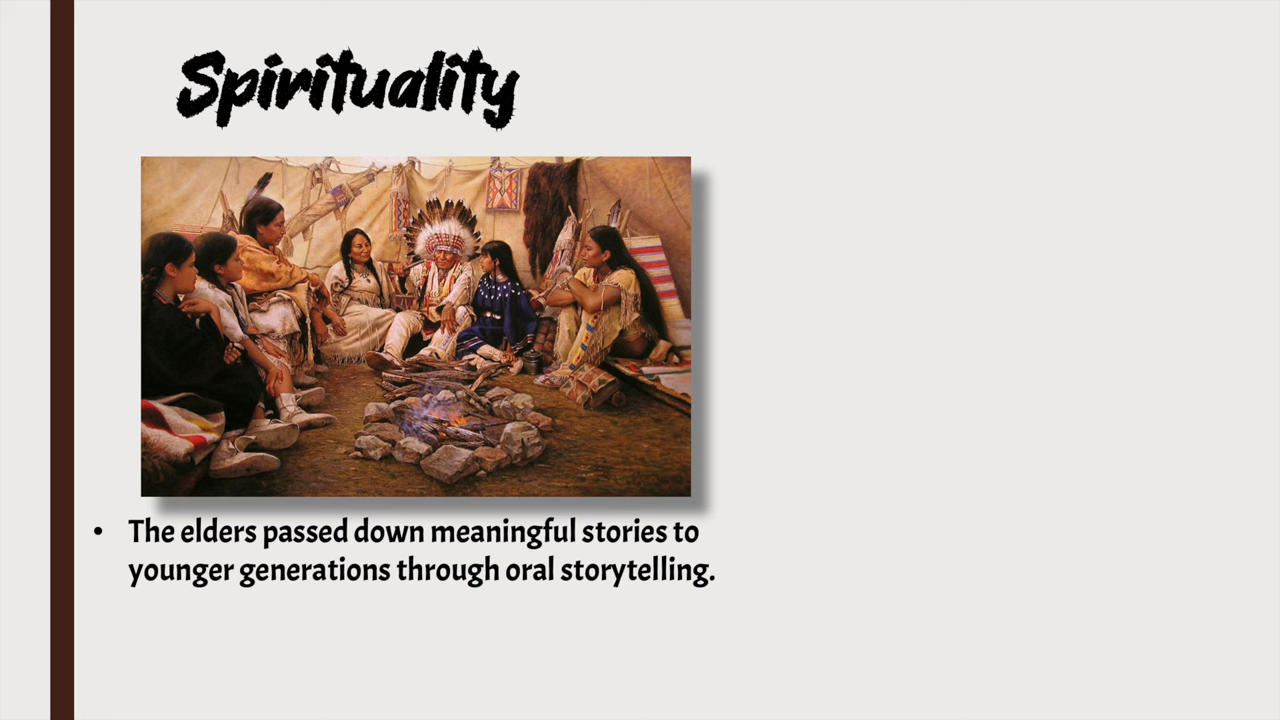 Spirituality
• The elders passed down meaningful stories to
younger generations through oral storytelling.